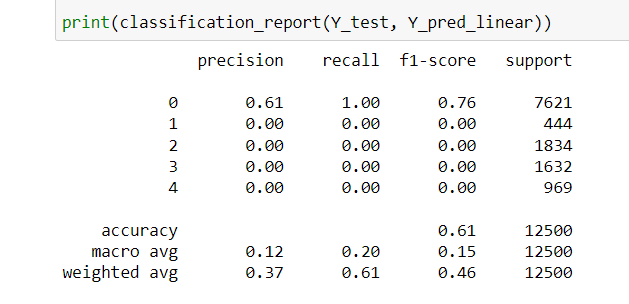 print(classification_report(Y_test, Y_pred_linear))
precision recall f1-score support
0 0.61 1.00 0.76 7621
1 0.00 0.00 0.00 444
2 0.00 0.00 0.00 1834
3 0.00 0.00 0.00 1632
4 0.00 0.00 0.00 969
accuracy 0.61 12500
macro avg 0.12 0.20 0.15 12500
weighted avg 0.37 0.61 0.46 12500